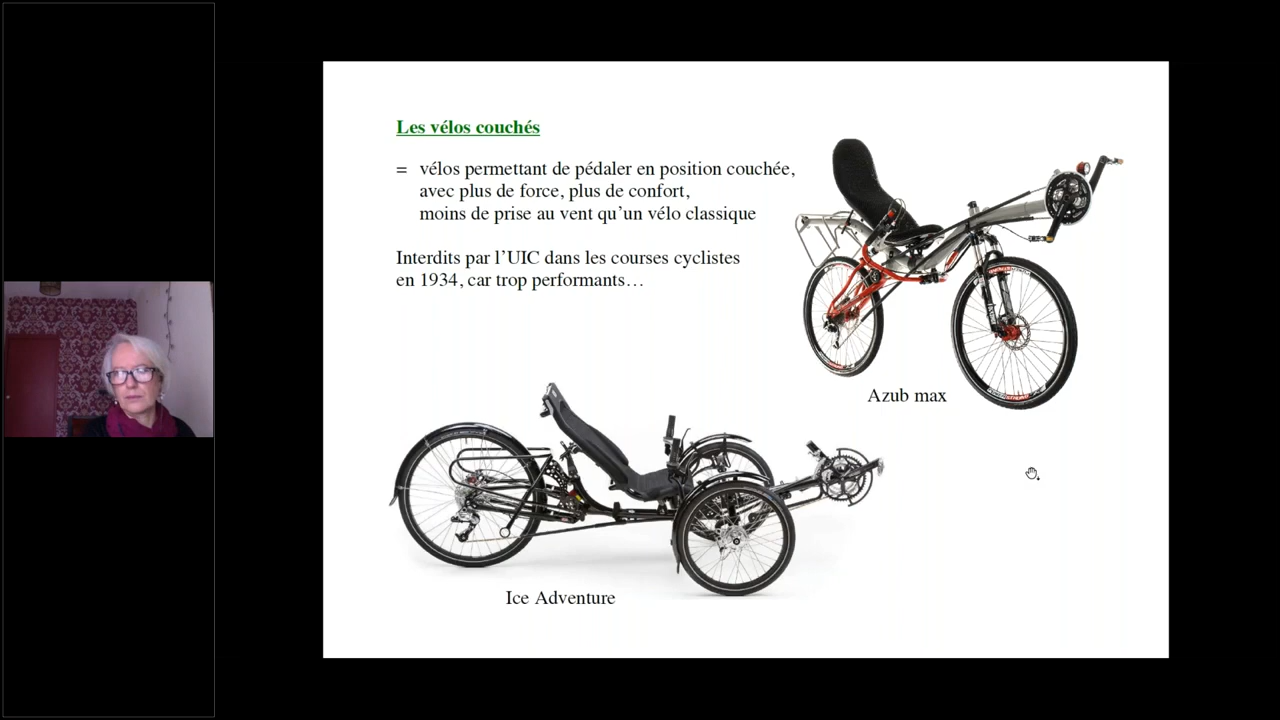 Les vélos couchés
= vélos permettant de pédaler en position couchée,
avec plus de force, plus de confort,
moins de prise au vent qu’un vélo classique
Interdits par l’UIC dans les courses cyclistes
en 1934, car trop performants…
Azub max
Ice Adventure